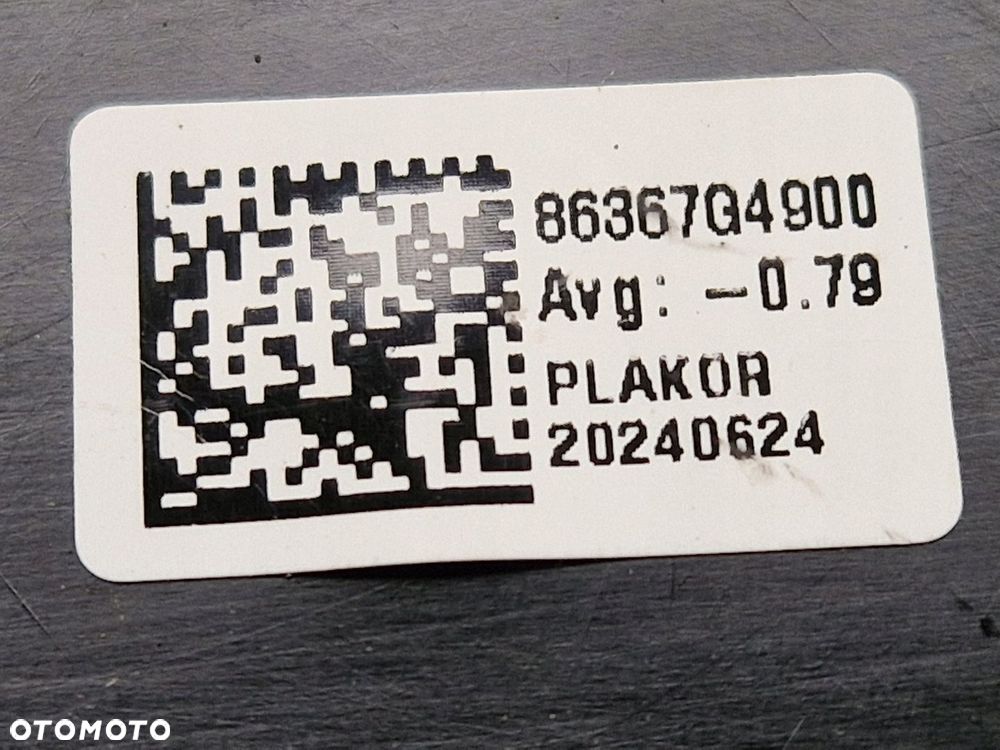 86367G4900
Avg: -0.79
PLAKOR
20240624
OTOMOTO